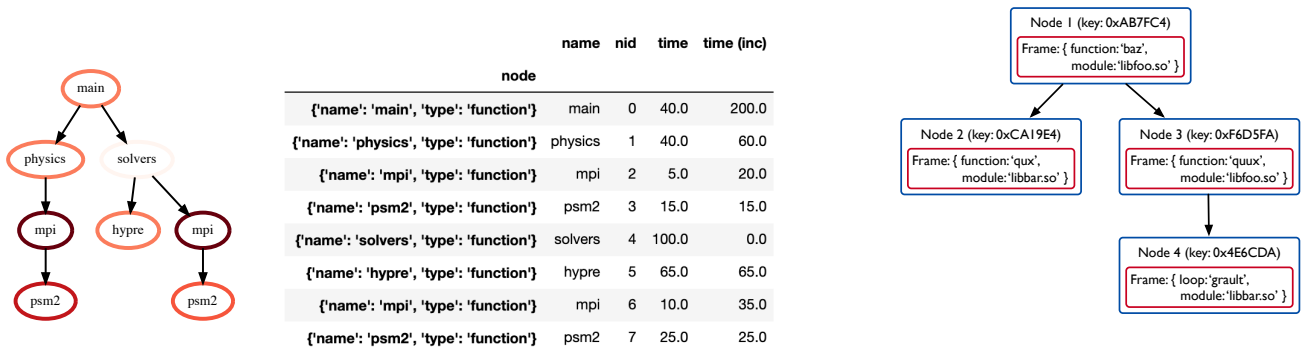 main
physics
solvers
mpi
hypre
mpi
psm2
psm2
name nid time time (inc)
node
{'name': 'main', 'type': 'function'} main 0 40.0 200.0
{'name': 'physics', 'type': 'function'} physics 1 40.0 60.0
{'name': 'mpi', 'type': 'function'} mpi 2 5.0 20.0
{'name': 'psm2', 'type': 'function'} psm2 3 15.0 15.0
{'name': 'solvers', 'type': 'function'} solvers 4 100.0 0.0
{'name': 'hypre', 'type': 'function'} hypre 5 65.0 65.0
{'name': 'mpi', 'type': 'function'} mpi 6 10.0 35.0
{'name': 'psm2', 'type': 'function'} psm2 7 25.0 25.0
Node 1 (key: 0xAB7FC4)
Frame: { function: ‘baz’,
module: ‘libfoo.so’ }
Node 2 (key: 0xCA19E4)
Frame: { function: ‘qux’,
module: ‘libbar.so’ }
Node 3 (key: 0xF6D5FA)
Frame: { function: ‘quux’,
module: ‘libfoo.so’ }
Node 4 (key: 0x4E6CDA)
Frame: { loop: ‘grault’,
module: ‘libbar.so’ }